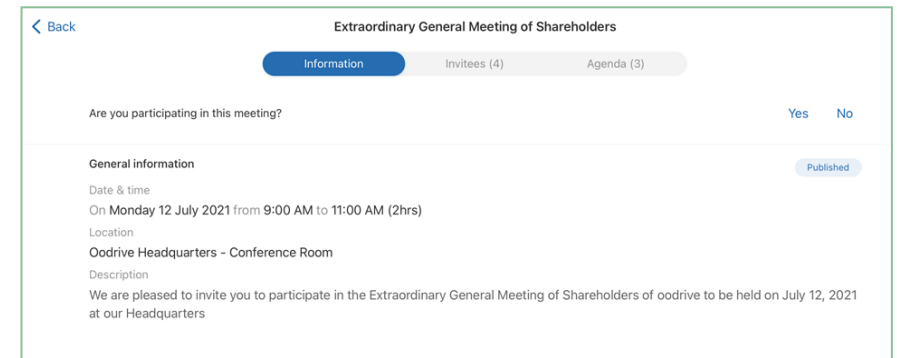 Back
Extraordinary General Meeting of Shareholders
Information
Invitees (4)
Agenda (3)
Are you participating in this meeting?
Yes
No
General information
Published
Date & time
On Monday 12 July 2021 from 9:00 AM to 11:00 AM (2hrs)
Location
Oodrive Headquarters - Conference Room
Description
We are pleased to invite you to participate in the Extraordinary General Meeting of Shareholders of oodrive to be held on July 12, 2021
at our Headquarters